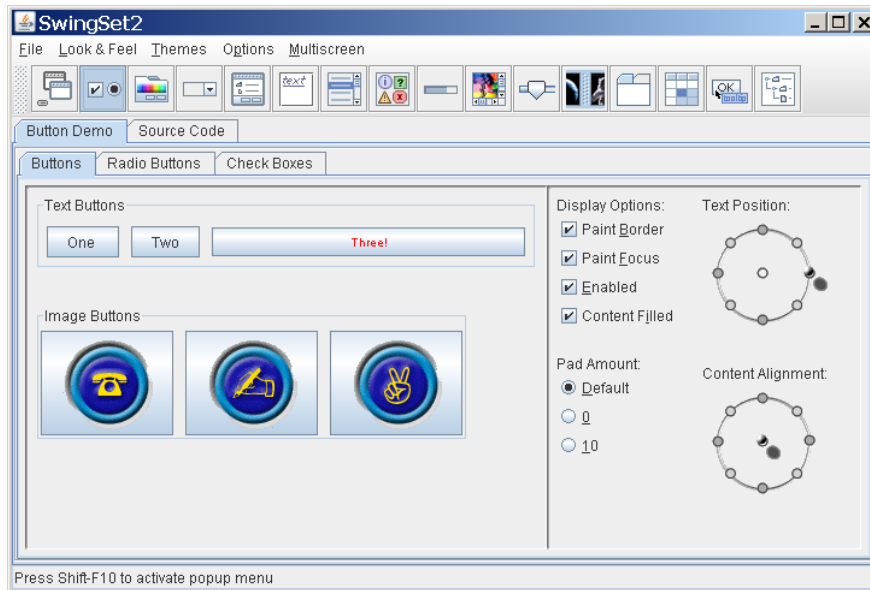 SwingSet2
File Look & Feel Themes Options Multiscreen
text
OK
tooltip
Button Demo Source Code
Buttons Radio Buttons Check Boxes
Text Buttons
One Two Three!
Image Buttons
Display Options:
Paint Border
Paint Focus
Enabled
Content Filled
Text Position:
Pad Amount:
Default
0
10
Content Alignment:
Press Shift-F10 to activate popup menu